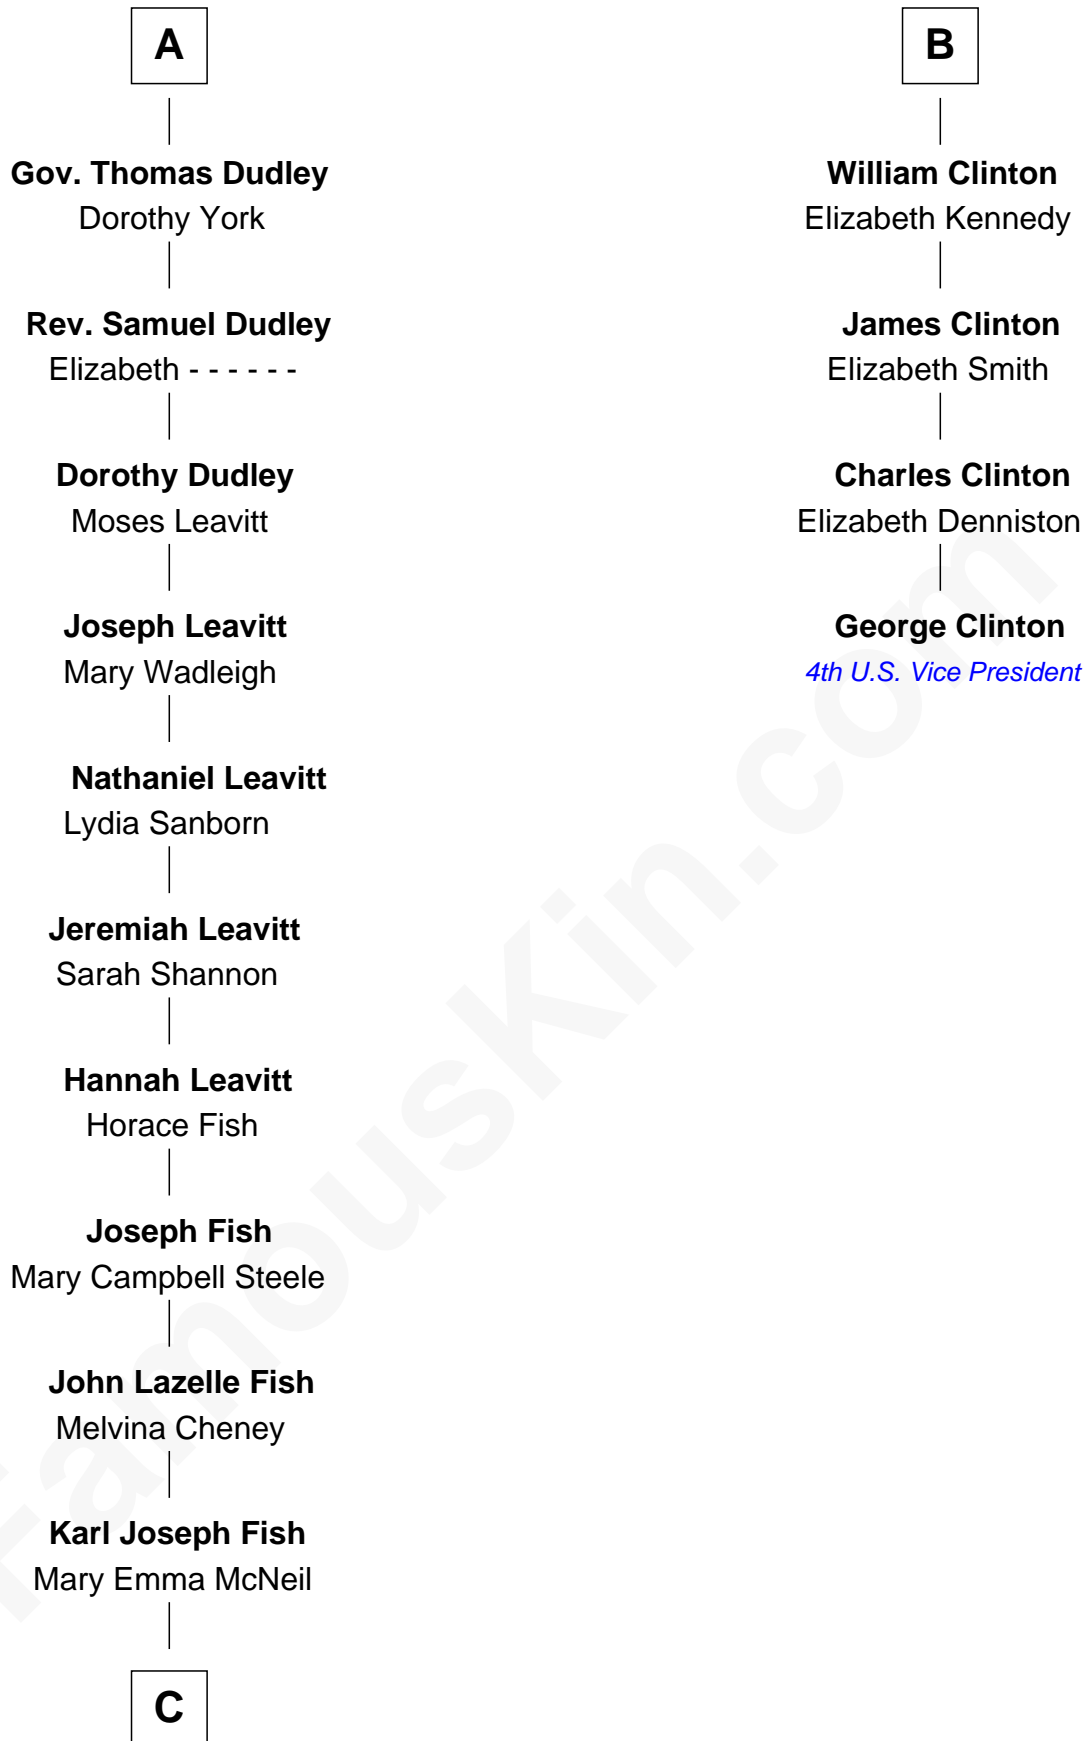 A
Gov. Thomas Dudley
Dorothy York
Rev. Samuel Dudley
Elizabeth - - - - - -
Dorothy Dudley
Moses Leavitt
Joseph Leavitt
Mary Wadleigh
Nathaniel Leavitt
Lydia Sanborn
Jeremiah Leavitt
Sarah Shannon
Hannah Leavitt
Horace Fish
Joseph Fish
Mary Campbell Steele
John Lazelle Fish
Melvina Cheney
Karl Joseph Fish
Mary Emma McNeil
C
B
William Clinton
Elizabeth Kennedy
James Clinton
Elizabeth Smith
Charles Clinton
Elizabeth Denniston
George Clinton
4th U.S. Vice President
FamousKin.com